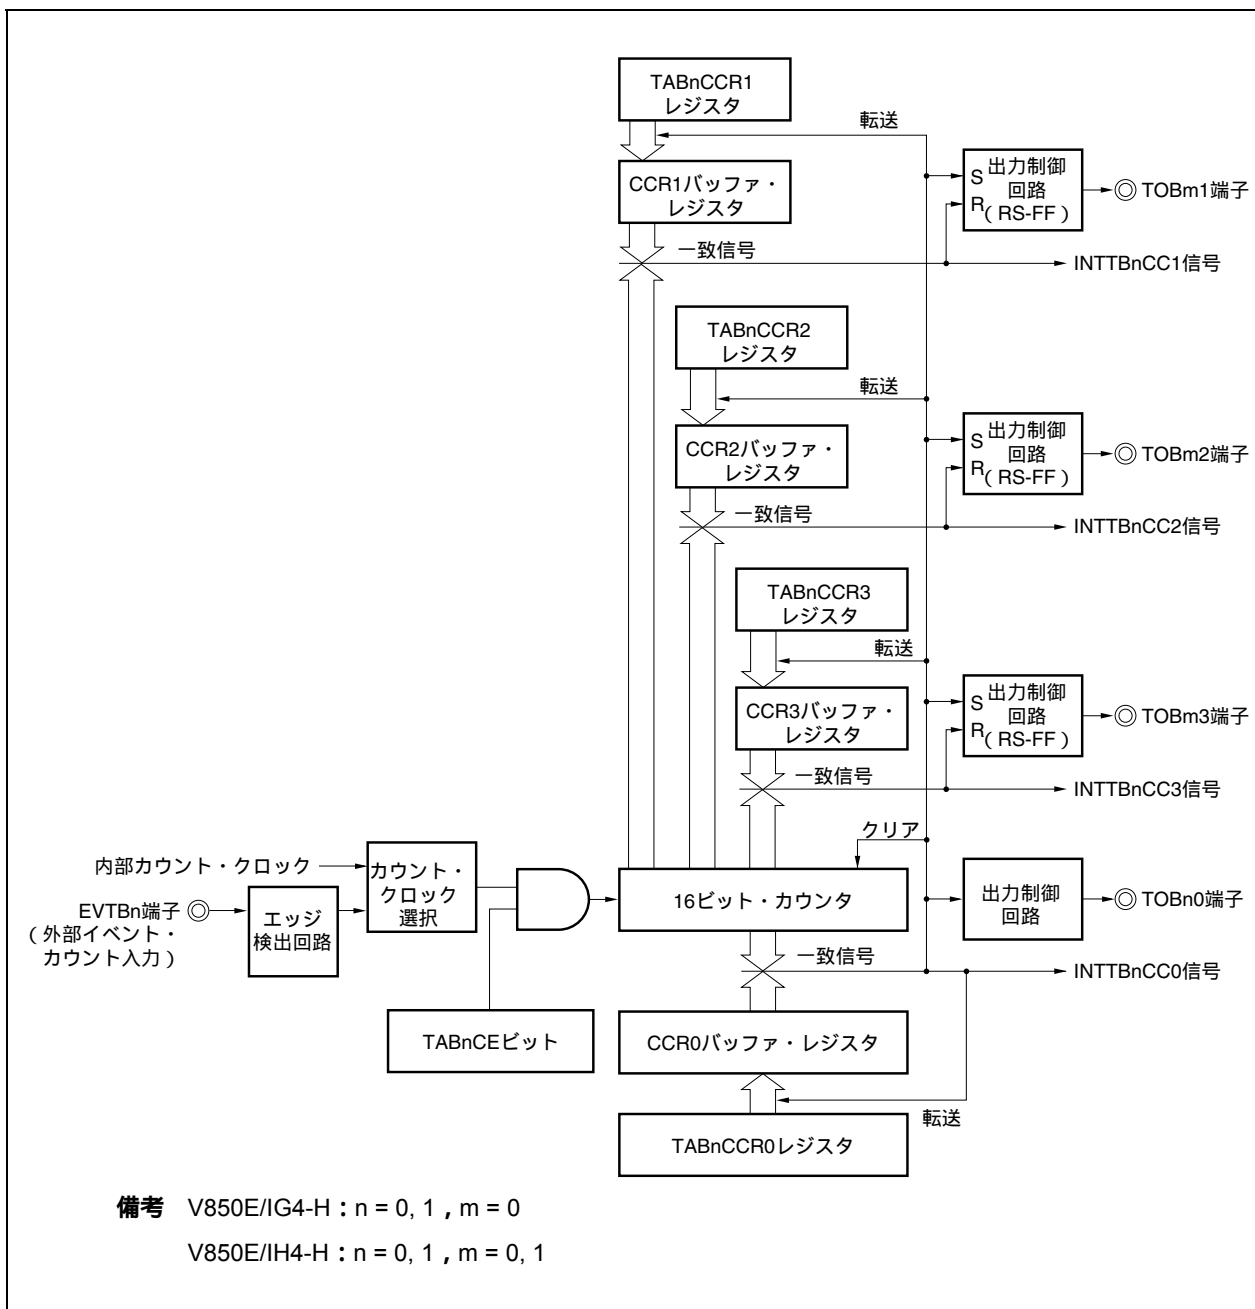 TABnCCR1
レジスタ
転送
CCR1バッファ・
レジスタ
S
R
出力制御
回路
( RS-FF )
TOBm1端子
一致信号
INTTBnCC1信号
TABnCCR2
レジスタ
転送
CCR2バッファ・
レジスタ
S
R
出力制御
回路
( RS-FF )
TOBm2端子
一致信号
INTTBnCC2信号
TABnCCR3
レジスタ
転送
CCR3バッファ・
レジスタ
S
R
出力制御
回路
( RS-FF )
TOBm3端子
一致信号
INTTBnCC3信号
クリア
内部カウント・クロック
EVTBn端子
(外部イベント・
カウント入力)
エッジ
検出回路
カウント・
クロック
選択
16ビット・カウンタ
出力制御
回路
TOBn0端子
一致信号
INTTBnCC0信号
TABnCEビット
CCR0バッファ・レジスタ
転送
TABnCCR0レジスタ
備考 V850E/IG4-H : n = 0, 1 , m = 0
V850E/IH4-H : n = 0, 1 , m = 0, 1